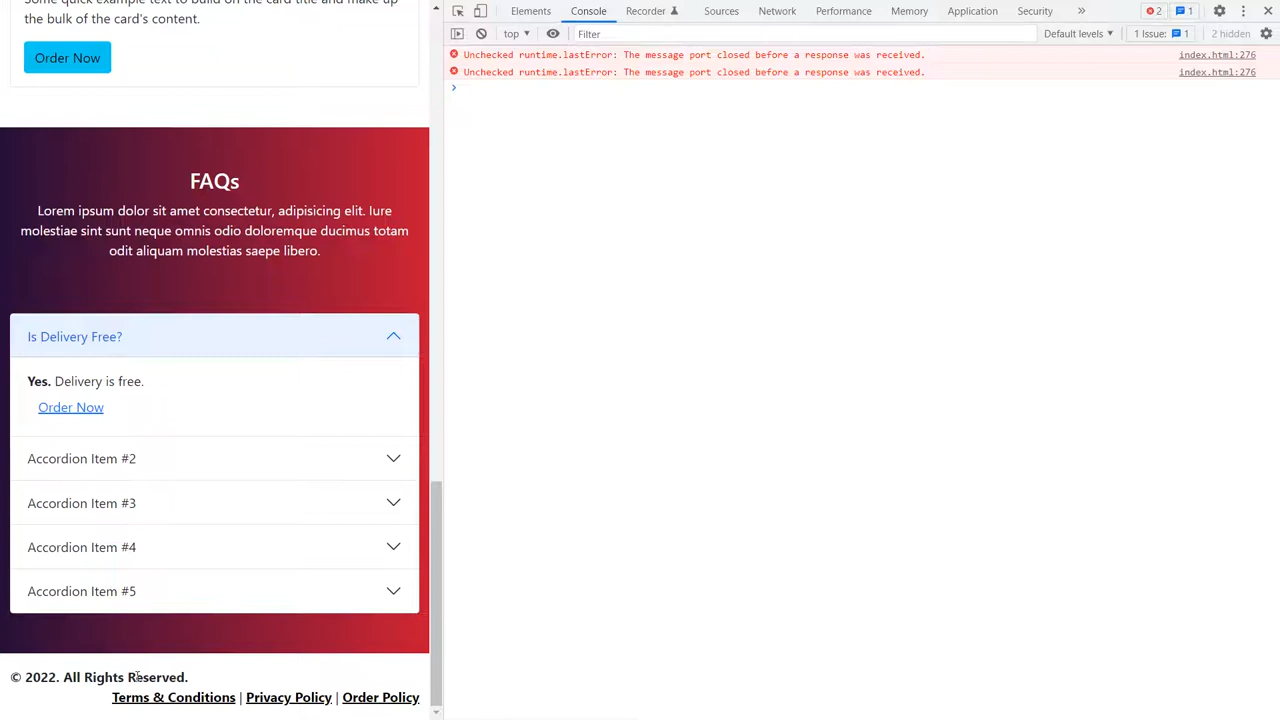 Some quick example text to build on the card title and make up
the bulk of the card's content.
Order Now
FAQs
Lorem ipsum dolor sit amet consectetur, adipisicing elit. Iure
molestiae sint sunt neque omnis odio doloremque ducimus totam
odit aliquam molestias saepe libero.
Is Delivery Free?
Yes. Delivery is free.
Order Now
Accordion Item #2
Accordion Item #3
Accordion Item #4
Accordion Item #5
© 2022. All Rights Reserved.
Terms & Conditions | Privacy Policy | Order Policy
Elements Console Recorder Sources Network Performance Memory Application Security » 2 1
top Filter Default levels 1 Issue: 1 2 hidden
Unchecked runtime.lastError: The message port closed before a response was received. index.html:276
Unchecked runtime.lastError: The message port closed before a response was received. index.html:276